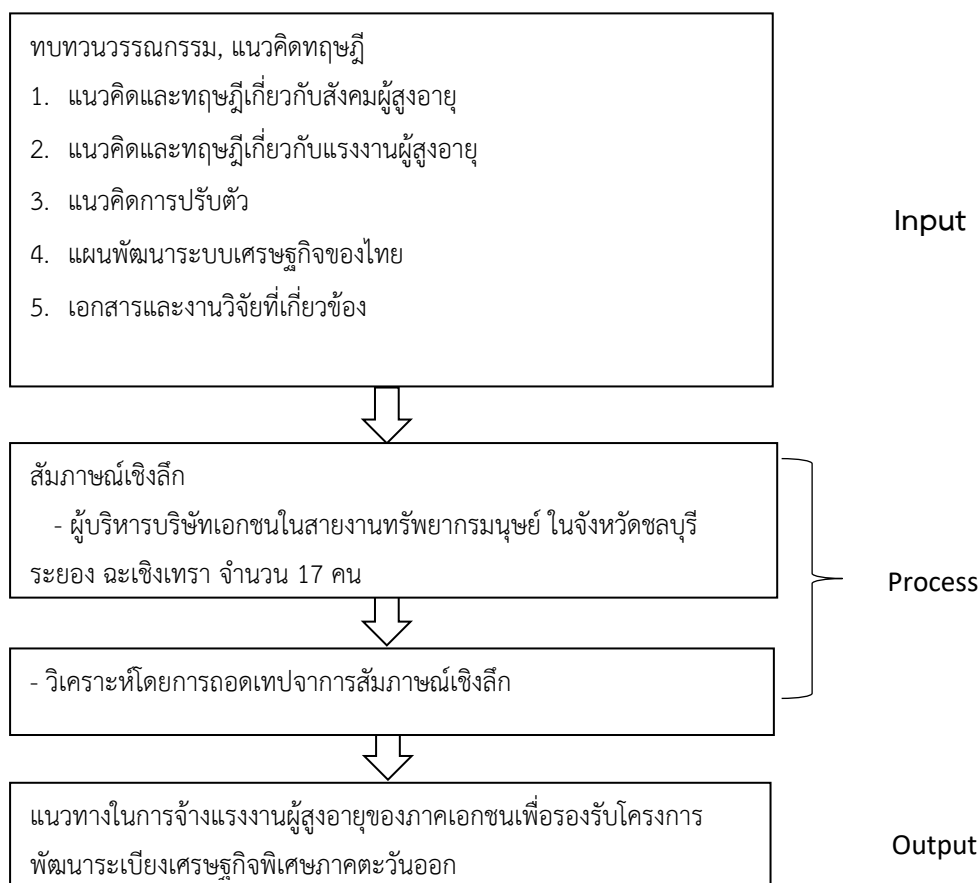 ทบทวนวรรณกรรม, แนวคิดทฤษฎี
1. แนวคิดและทฤษฎีเกี่ยวกับสังคมผู้สูงอายุ
2. แนวคิดและทฤษฎีเกี่ยวกับแรงงานผู้สูงอายุ
3. แนวคิดการปรับตัว
4. แผนพัฒนาระบบเศรษฐกิจของไทย
5. เอกสารและงานวิจัยที่เกี่ยวข้อง
Input
สัมภาษณ์เชิงลึก
- ผู้บริหารบริษัทเอกชนในสายงานทรัพยากรมนุษย์ ในจังหวัดชลบุรี
ระยอง ฉะเชิงเทรา จำนวน 17 คน
Process
- วิเคราะห์โดยการถอดเทปจาการสัมภาษณ์เชิงลึก
แนวทางในการจ้างแรงงานผู้สูงอายุของภาคเอกชนเพื่อรองรับโครงการ
พัฒนาระเบียงเศรษฐกิจพิเศษภาคตะวันออก
Output